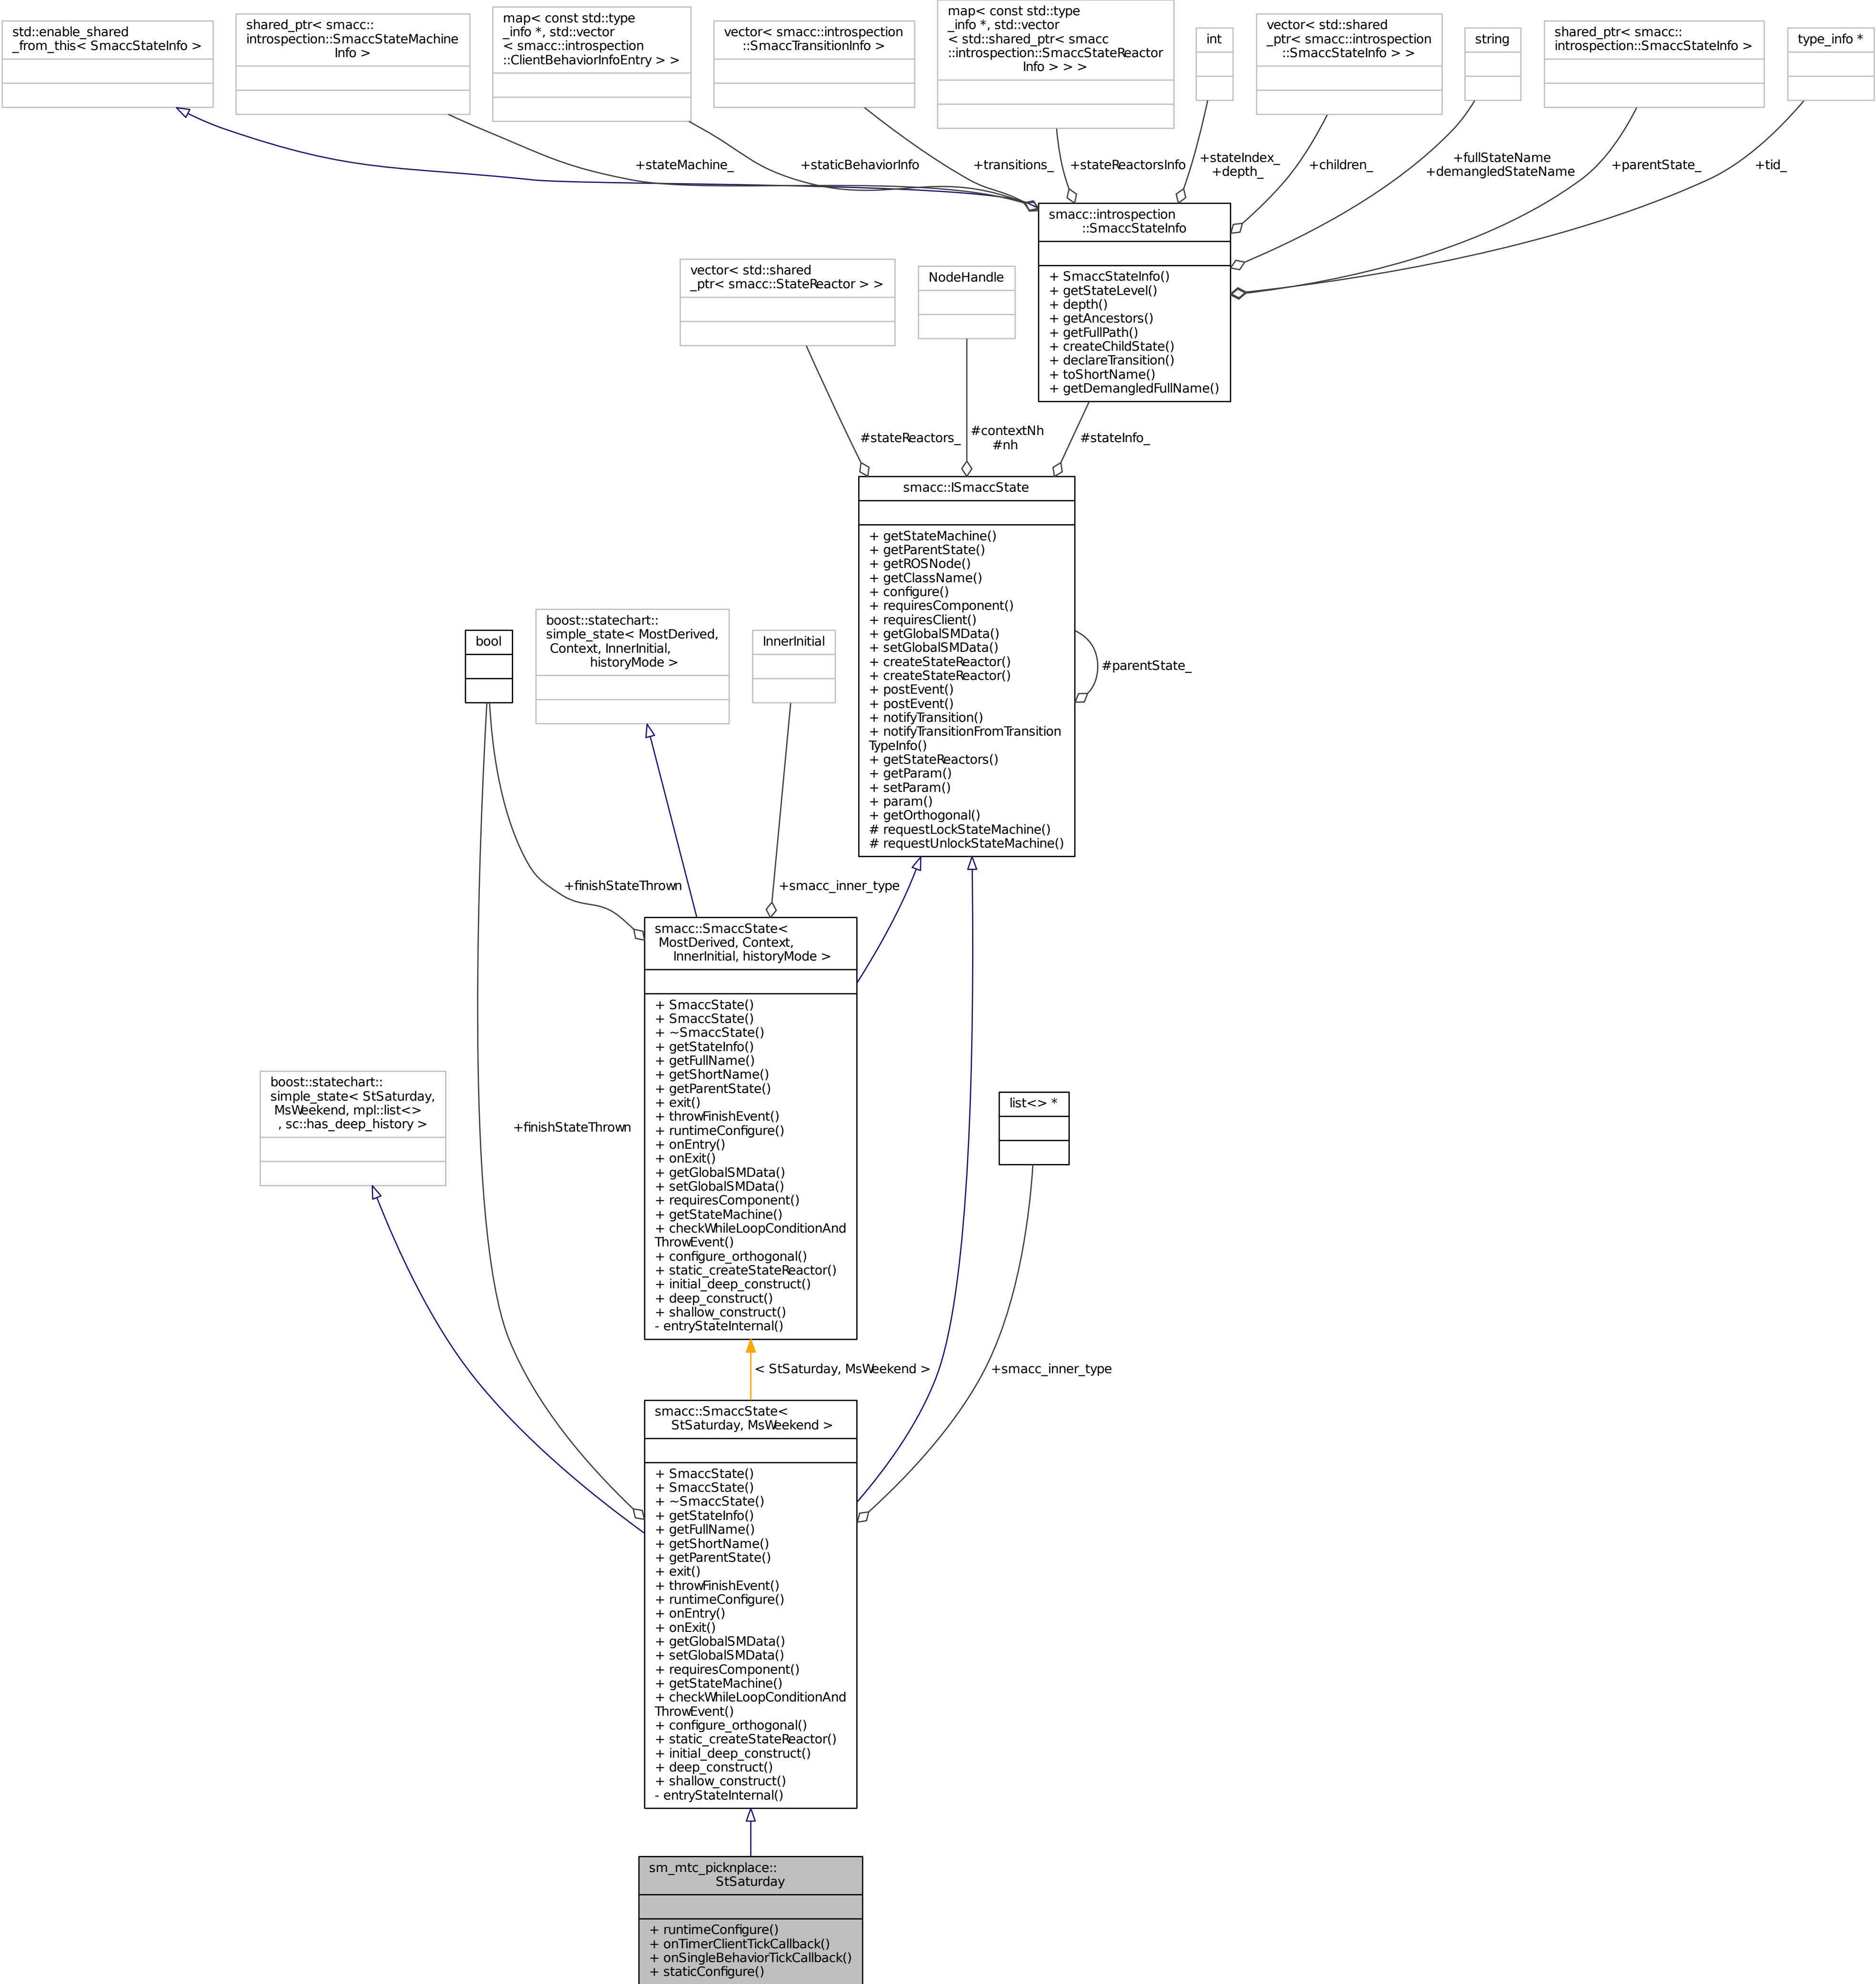 std::enable_shared
_from_this< SmaccStateInfo >
shared_ptr< smacc::
introspection::SmaccStateMachine
Info >
map< const std::type
_info *, std::vector
< smacc::introspection
::ClientBehaviorInfoEntry > >
vector< smacc::introspection
::SmaccTransitionInfo >
map< const std::type
_info *, std::vector
< std::shared_ptr< smacc
::introspection::SmaccStateReactor
Info > > >
int
vector< std::shared
_ptr< smacc::introspection
::SmaccStateInfo > >
string
shared_ptr< smacc::
introspection::SmaccStateInfo >
type_info *
+stateMachine_
+staticBehaviorInfo
+transitions_
+stateReactorsInfo
+stateIndex_
+depth_
+children_
+fullStateName
+demangledStateName
+parentState_
+tid_
smacc::introspection
::SmaccStateInfo
+ SmaccStateInfo()
+ getStateLevel()
+ depth()
+ getAncestors()
+ getFullPath()
+ createChildState()
+ declareTransition()
+ toShortName()
+ getDemangledFullName()
vector< std::shared
_ptr< smacc::StateReactor > >
NodeHandle
#stateReactors_
#contextNh
#nh
#stateInfo_
smacc::ISmaccState
+ getStateMachine()
+ getParentState()
+ getROSNode()
+ getClassName()
+ configure()
+ requiresComponent()
+ requiresClient()
+ getGlobalSMData()
+ setGlobalSMData()
+ createStateReactor()
+ createStateReactor()
+ postEvent()
+ postEvent()
+ notifyTransition()
+ notifyTransitionFromTransition
TypeInfo()
+ getStateReactors()
+ getParam()
+ setParam()
+ param()
+ getOrthogonal()
# requestLockStateMachine()
# requestUnlockStateMachine()
#parentState_
bool
boost::statechart::
simple_state< MostDerived,
Context, InnerInitial,
historyMode >
InnerInitial
+finishStateThrown
+smacc_inner_type
smacc::SmaccState<
MostDerived, Context,
InnerInitial, historyMode >
+ SmaccState()
+ SmaccState()
+ ~SmaccState()
+ getStateInfo()
+ getFullName()
+ getShortName()
+ getParentState()
+ exit()
+ throwFinishEvent()
+ runtimeConfigure()
+ onEntry()
+ onExit()
+ getGlobalSMData()
+ setGlobalSMData()
+ requiresComponent()
+ getStateMachine()
+ checkWhileLoopConditionAnd
ThrowEvent()
+ configure_orthogonal()
+ static_createStateReactor()
+ initial_deep_construct()
+ deep_construct()
+ shallow_construct()
- entryStateInternal()
boost::statechart::
simple_state< StSaturday,
MsWeekend, mpl::list<>
, sc::has_deep_history >
+finishStateThrown
list<> *
< StSaturday, MsWeekend >
+smacc_inner_type
smacc::SmaccState<
StSaturday, MsWeekend >
+ SmaccState()
+ SmaccState()
+ ~SmaccState()
+ getStateInfo()
+ getFullName()
+ getShortName()
+ getParentState()
+ exit()
+ throwFinishEvent()
+ runtimeConfigure()
+ onEntry()
+ onExit()
+ getGlobalSMData()
+ setGlobalSMData()
+ requiresComponent()
+ getStateMachine()
+ checkWhileLoopConditionAnd
ThrowEvent()
+ configure_orthogonal()
+ static_createStateReactor()
+ initial_deep_construct()
+ deep_construct()
+ shallow_construct()
- entryStateInternal()
sm_mtc_picknplace::
StSaturday
+ runtimeConfigure()
+ onTimerClientTickCallback()
+ onSingleBehaviorTickCallback()
+ staticConfigure()